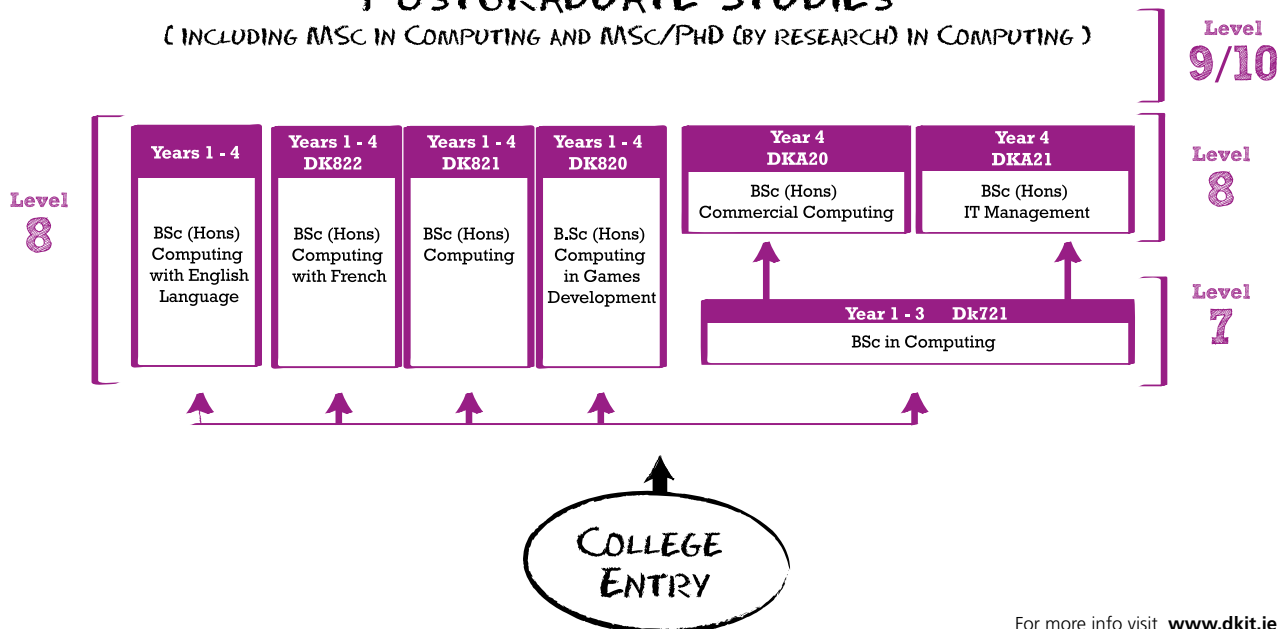 POSTGRADUATE STUDIES
( INCLUDING MSC IN COMPUTING AND MSC/PHD (BY RESEARCH) IN COMPUTING )
Level
9/10
Level
8
Years 1 - 4
BSc (Hons)
Computing
with English
Language
Years 1 - 4
DK822
BSc (Hons)
Computing
with French
Years 1 - 4
DK821
BSc (Hons)
Computing
Years 1 - 4
DK820
B.Sc (Hons)
Computing
in Games
Development
Year 4
DKA20
BSc (Hons)
Commercial Computing
Year 4
DKA21
BSc (Hons)
IT Management
Level
8
Year 1 - 3 Dk721
BSc in Computing
Level
7
COLLEGE
ENTRY
For more info visit www.dkit.ie